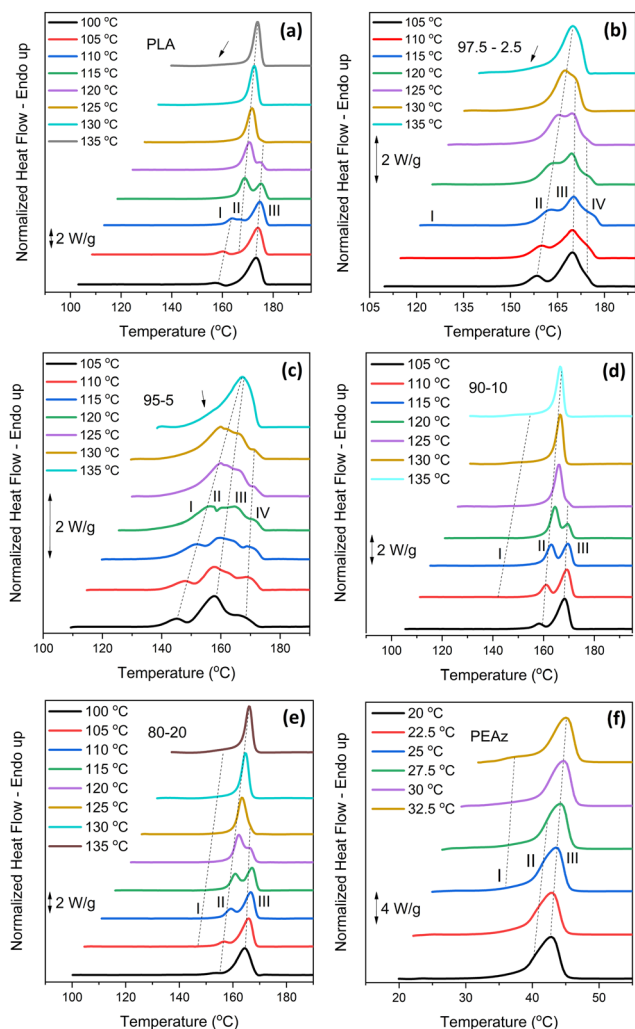 (a)
PLA
100 °C
105 °C
110 °C
115 °C
120 °C
125 °C
130 °C
135 °C
I
II
III
2 W/g
Normalized Heat Flow - Endo up
100 120 140 160 180
Temperature (°C)
(b)
97.5 - 2.5
105 °C
110 °C
115 °C
120 °C
125 °C
130 °C
135 °C
2 W/g
I
II
III
IV
Normalized Heat Flow - Endo up
110 130 150 170 190
Temperature (°C)
(c)
95-5
105 °C
110 °C
115 °C
120 °C
125 °C
130 °C
135 °C
2 W/g
I
II
III
IV
Normalized Heat Flow - Endo up
100 120 140 160 180
Temperature (°C)
(d)
90-10
105 °C
110 °C
115 °C
120 °C
125 °C
130 °C
135 °C
2 W/g
I
II
III
Normalized Heat Flow - Endo up
100 120 140 160 180
Temperature (°C)
(e)
80-20
100 °C
105 °C
110 °C
115 °C
120 °C
125 °C
130 °C
135 °C
2 W/g
I
II
III
Normalized Heat Flow - Endo up
100 120 140 160 180
Temperature (°C)
(f)
PEAz
20 °C
22.5 °C
25 °C
27.5 °C
30 °C
32.5 °C
4 W/g
I
II
III
Normalized Heat Flow - Endo up
20 30 40 50
Temperature (°C)